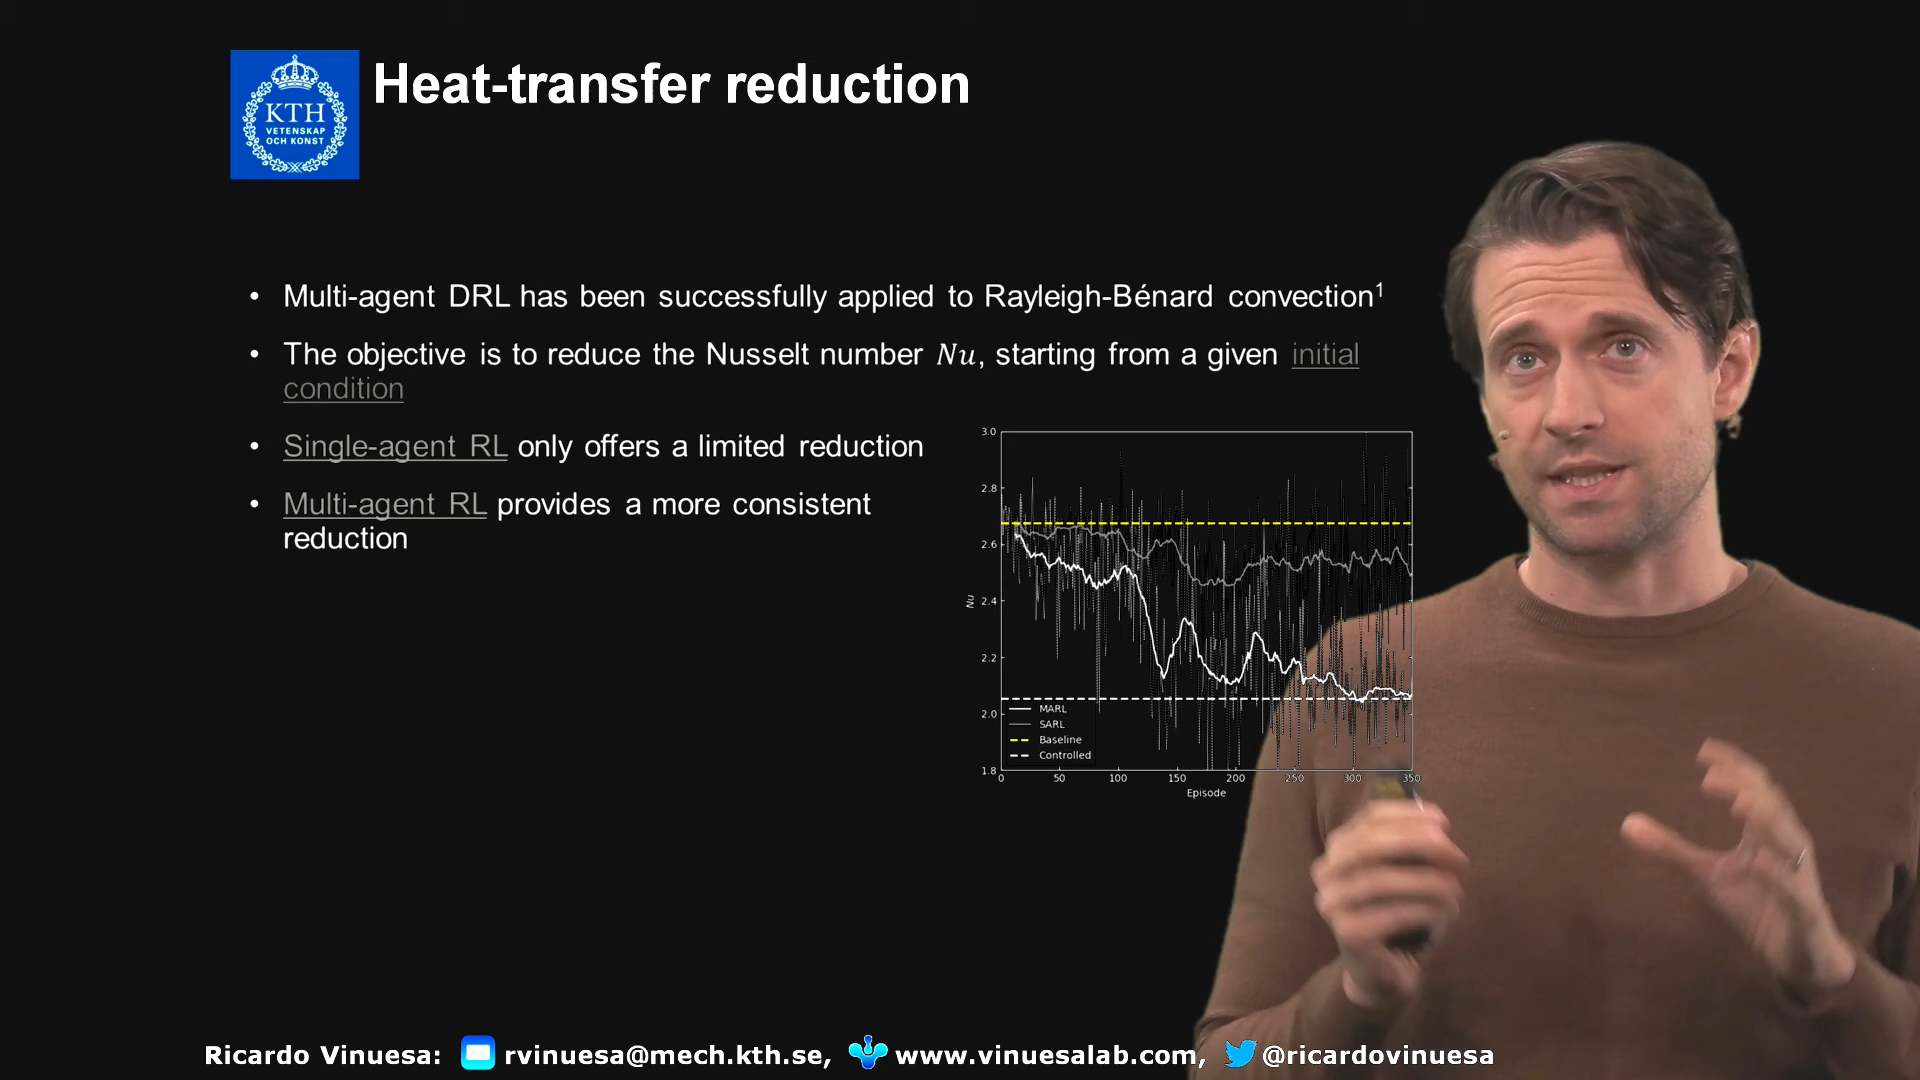 KTH
VETENSKAP
OCH KONST
Heat-transfer reduction
• Multi-agent DRL has been successfully applied to Rayleigh-Bénard convection¹
• The objective is to reduce the Nusselt number Nu, starting from a given initial
condition
• Single-agent RL only offers a limited reduction
• Multi-agent RL provides a more consistent
reduction
3.0
2.8
2.6
2.4
2.2
2.0
1.8
Nu
MARL
SARL
Baseline
Controlled
0 50 100 150 200 250 300 350
Episode
Ricardo Vinuesa: rvinuesa@mech.kth.se, www.vinuesalab.com, @ricardovinuesa